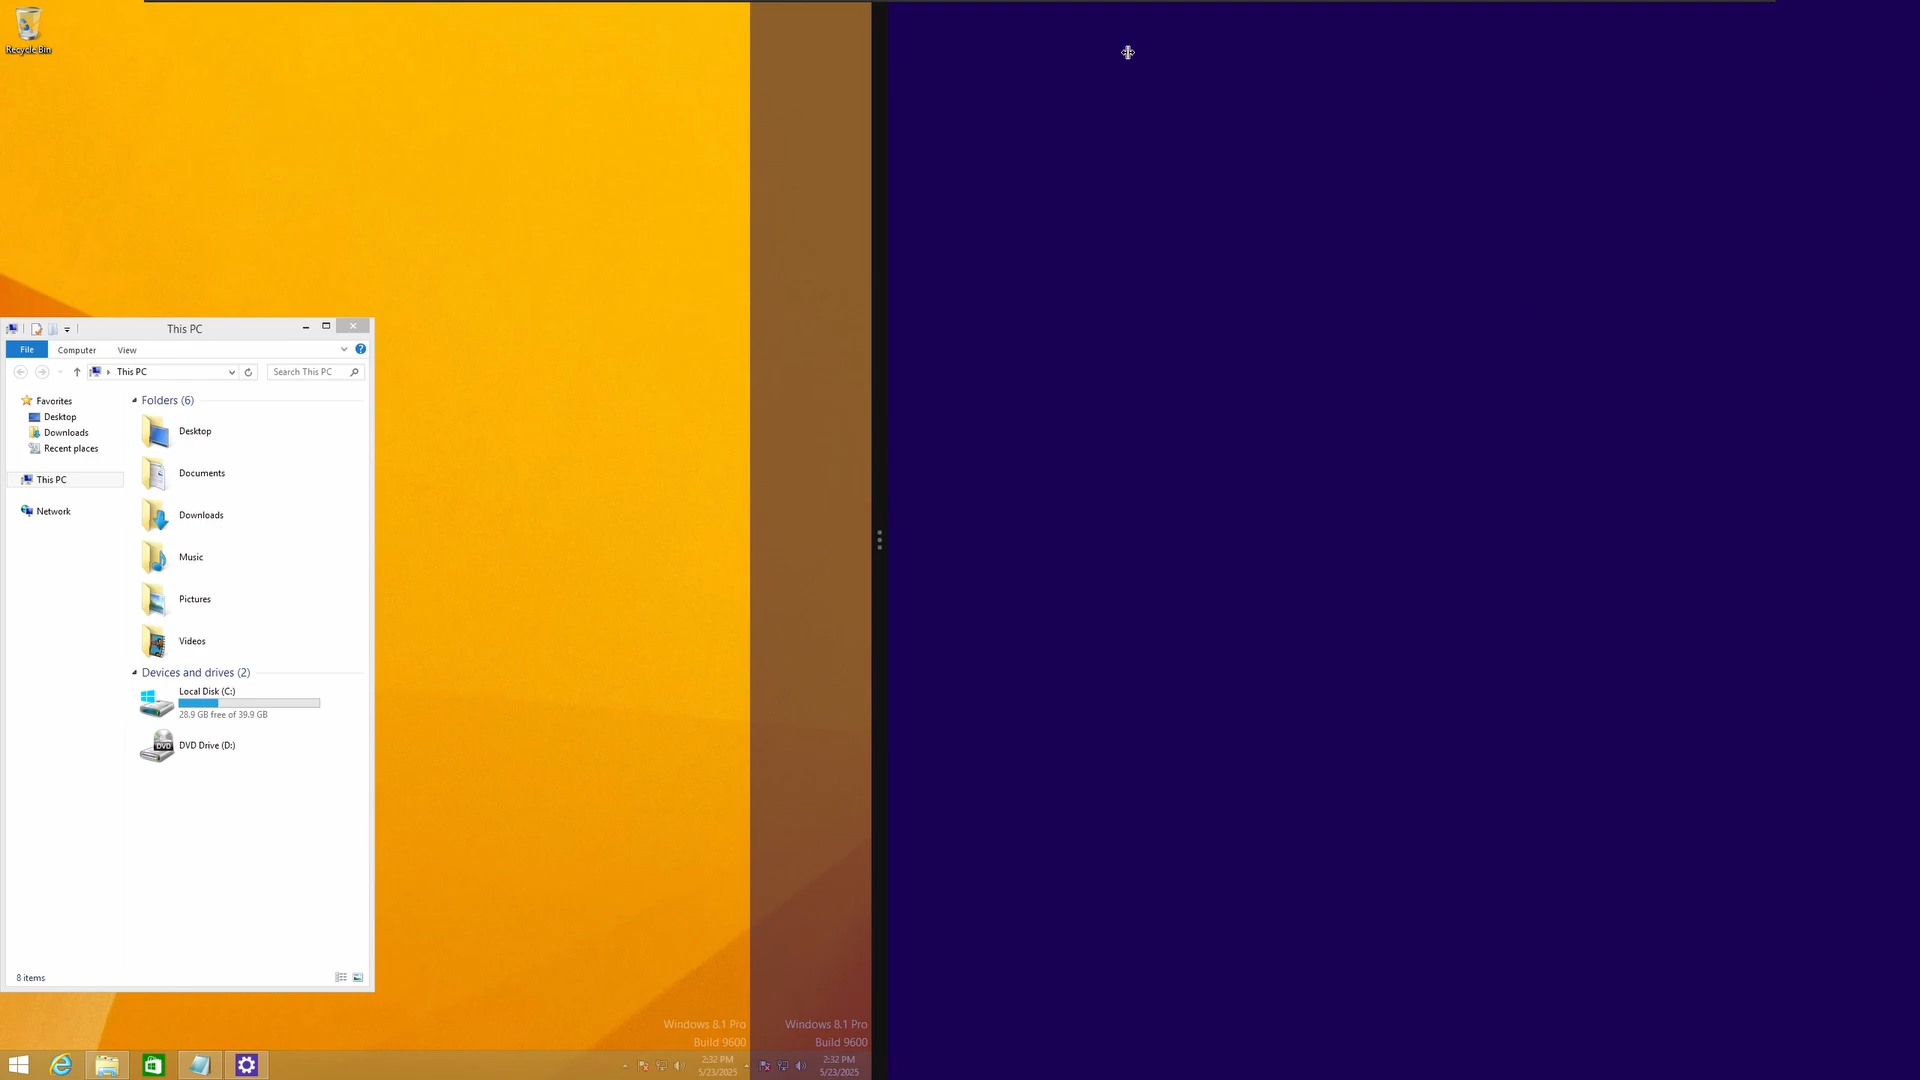 Recycle Bin
This PC
File
Computer
View
This PC
Search This PC
Favorites
Desktop
Downloads
Recent places
This PC
Network
Folders (6)
Desktop
Documents
Downloads
Music
Pictures
Videos
Devices and drives (2)
Local Disk (C:)
28.9 GB free of 39.9 GB
DVD
DVD Drive (D:)
8 items
Windows 8.1 Pro
Build 9600
Windows 8.1 Pro
Build 9600
2:32 PM
5/23/2025
2:32 PM
5/23/2025